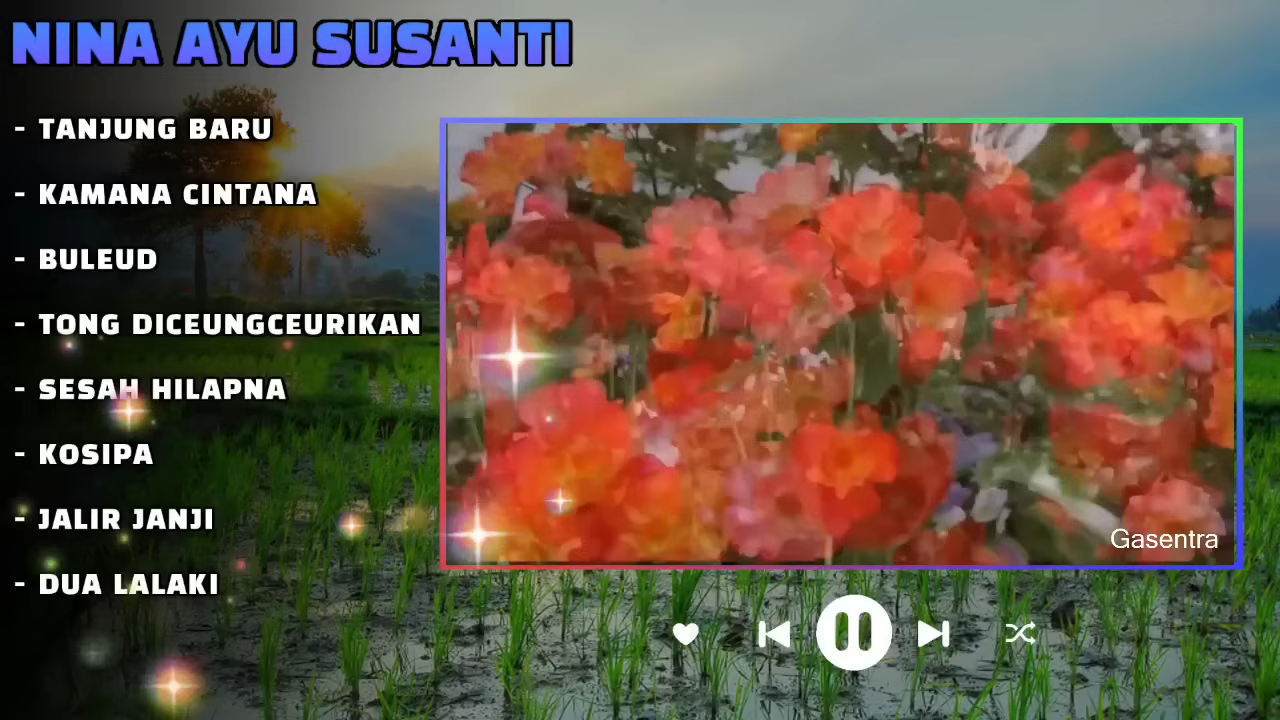 NINA AYU SUSANTI
- TANJUNG BARU
- KAMANA CINTANA
- BULEUD
- TONG DICEUNGCEURIKAN
- SESAH HILAPNA
- KOSIPA
- JALIR JANJI
- DUA LALAKI
Gasentra